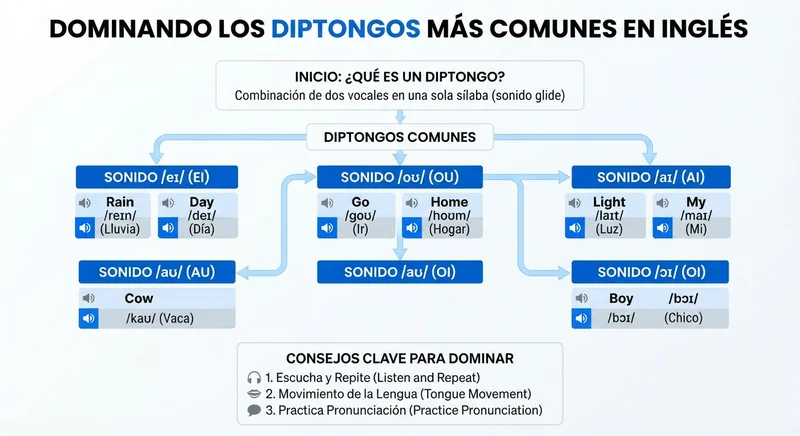 DOMINANDO LOS DIPTONGOS MÁS COMUNES EN INGLÉS
INICIO: ¿QUÉ ES UN DIPTONGO?
Combinación de dos vocales en una sola sílaba (sonido glide)
DIPTONGOS COMUNES
SONIDO /eɪ/ (EI)
Rain
/reɪn/
(Lluvia)
Day
/deɪ/
(Día)
SONIDO /oʊ/ (OU)
Go
/goʊ/
(Ir)
Home
/hoʊm/
(Hogar)
SONIDO /aɪ/ (AI)
Light
/laɪt/
(Luz)
My
/maɪ/
(Mi)
SONIDO /aʊ/ (AU)
Cow
/kaʊ/ (Vaca)
SONIDO /aʊ/ (OI)
SONIDO /ɔɪ/ (OI)
Boy /bɔɪ/
/bɔɪ/ (Chico)
CONSEJOS CLAVE PARA DOMINAR
1. Escucha y Repite (Listen and Repeat)
2. Movimiento de la Lengua (Tongue Movement)
3. Practica Pronunciación (Practice Pronunciation)